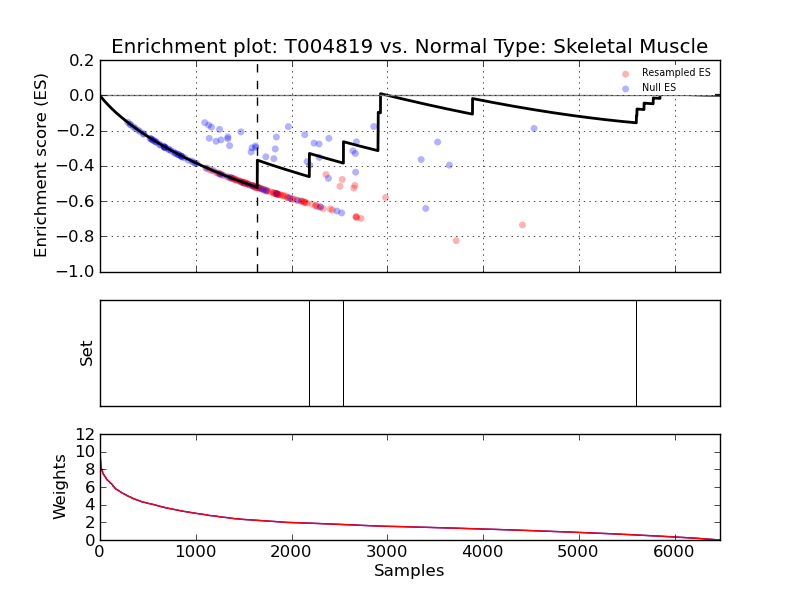 Enrichment plot: T004819 vs. Normal Type: Skeletal Muscle
Enrichment score (ES)
0.2
0.0
−0.2
−0.4
−0.6
−0.8
−1.0
Resampled ES
Null ES
Set
Weights
12
10
8
6
4
2
0
0 1000 2000 3000 4000 5000 6000
Samples